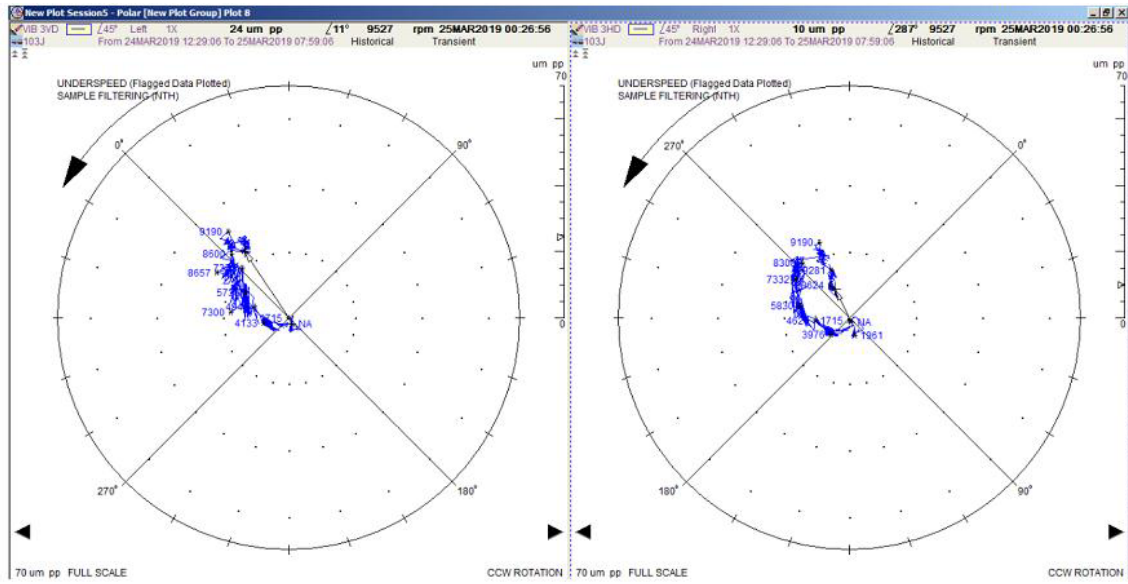 New Plot Session5 - Polar [New Plot Group] Plot 8
VIB 3VD ∠45° Left 1X 24 um pp ∠11° 9527 rpm 25MAR2019 00:26:56
103J From 24MAR2019 12:29:06 To 25MAR2019 07:59:06 Historical Transient
um pp
70
UNDERSPEED (Flagged Data Plotted)
SAMPLE FILTERING (NTH)
0°
90°
9190
8600
8657
7300
4133
1715
NA
0
270°
180°
70 um pp FULL SCALE
CCW ROTATION
VIB 3HD ∠45° Right 1X 10 um pp ∠287° 9527 rpm 25MAR2019 00:26:56
103J From 24MAR2019 12:29:06 To 25MAR2019 07:59:06 Historical Transient
um pp
70
UNDERSPEED (Flagged Data Plotted)
SAMPLE FILTERING (NTH)
270°
0°
9190
9281
7332
5830
3976
1715
NA
1961
0
180°
90°
70 um pp FULL SCALE
CCW ROTATION